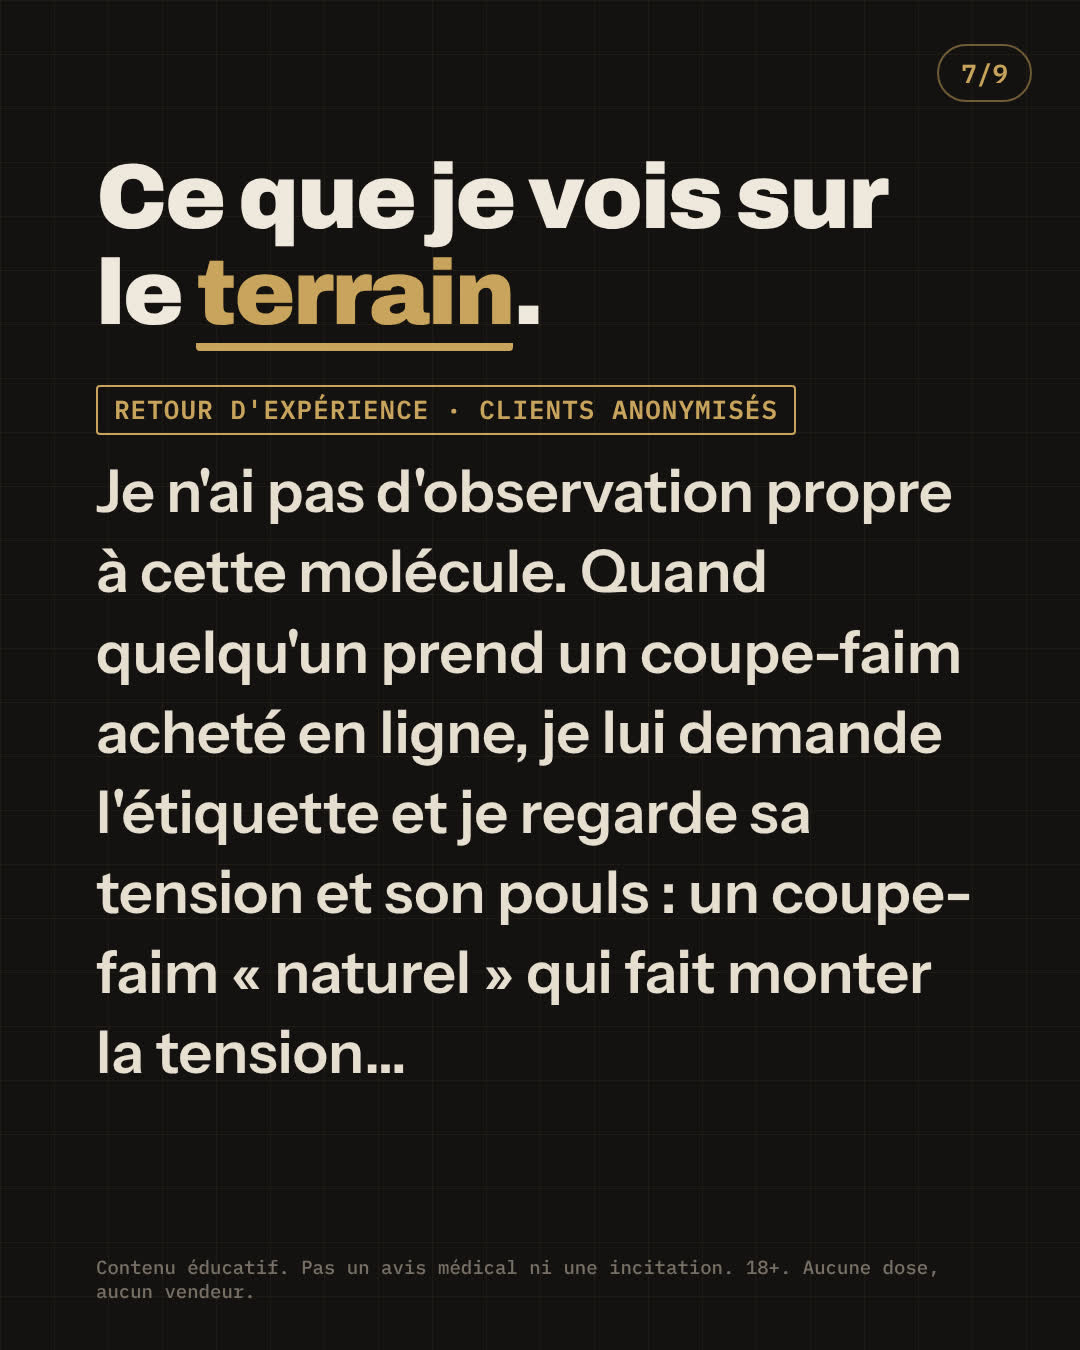 7/9
Ce que je vois sur
le terrain.
RETOUR D'EXPÉRIENCE · CLIENTS ANONYMISÉS
Je n'ai pas d'observation propre
à cette molécule. Quand
quelqu'un prend un coupe-faim
acheté en ligne, je lui demande
l'étiquette et je regarde sa
tension et son pouls : un coupe-
faim « naturel » qui fait monter
la tension...
Contenu éducatif. Pas un avis médical ni une incitation. 18+. Aucune dose,
aucun vendeur.